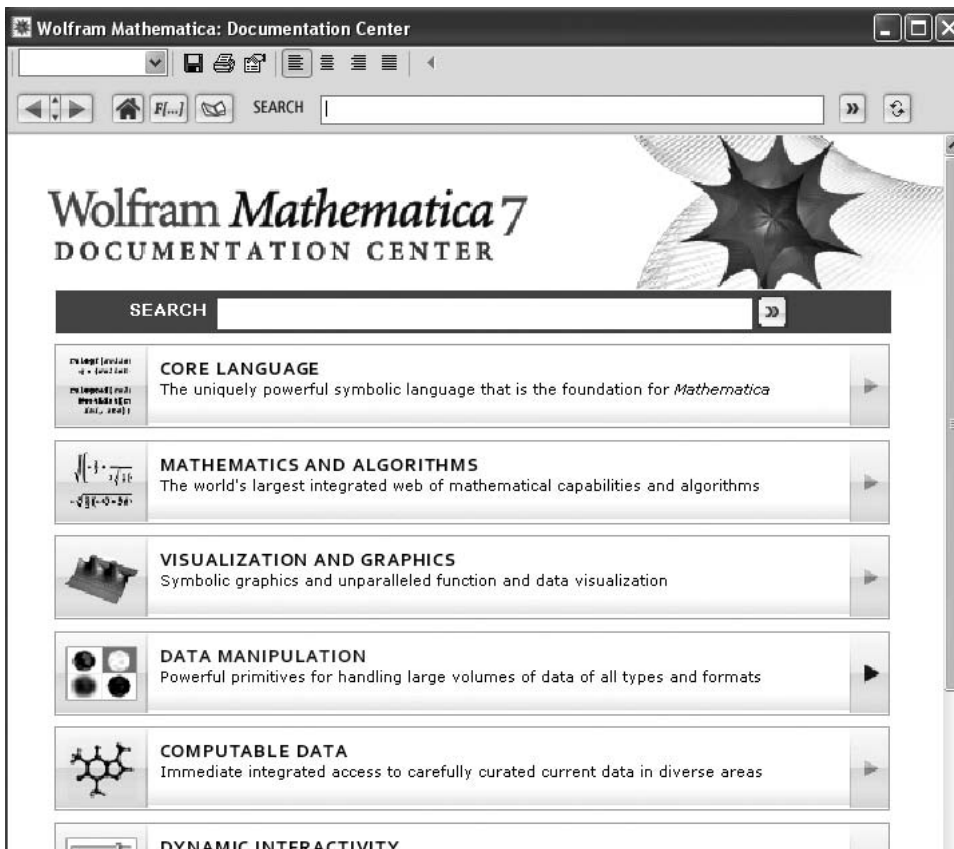 Wolfram Mathematica: Documentation Center
F[...] SEARCH
Wolfram Mathematica 7
DOCUMENTATION CENTER
SEARCH
CORE LANGUAGE
The uniquely powerful symbolic language that is the foundation for Mathematica
MATHEMATICS AND ALGORITHMS
The world's largest integrated web of mathematical capabilities and algorithms
VISUALIZATION AND GRAPHICS
Symbolic graphics and unparalleled function and data visualization
DATA MANIPULATION
Powerful primitives for handling large volumes of data of all types and formats
COMPUTABLE DATA
Immediate integrated access to carefully curated current data in diverse areas
DYNAMIC INTERACTIVITY